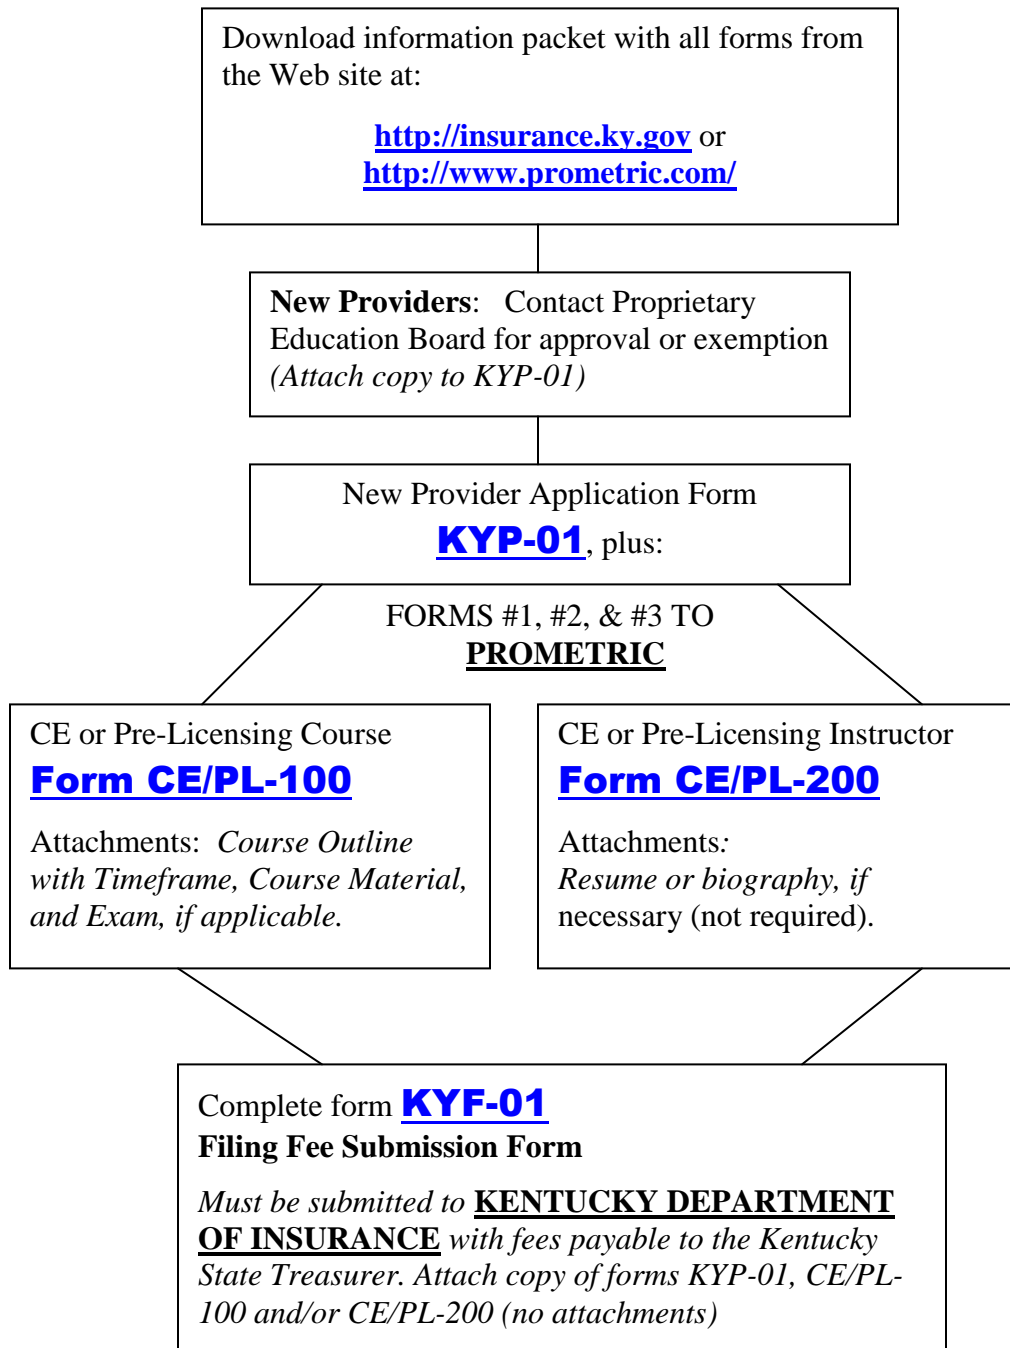 Download information packet with all forms from
the Web site at:
http://insurance.ky.gov or
http://www.prometric.com/
New Providers: Contact Proprietary
Education Board for approval or exemption
(Attach copy to KYP-01)
New Provider Application Form
KYP-01, plus:
FORMS #1, #2, & #3 TO
PROMETRIC
CE or Pre-Licensing Course
Form CE/PL-100
Attachments: Course Outline
with Timeframe, Course Material,
and Exam, if applicable.
CE or Pre-Licensing Instructor
Form CE/PL-200
Attachments:
Resume or biography, if
necessary (not required).
Complete form KYF-01
Filing Fee Submission Form
Must be submitted to KENTUCKY DEPARTMENT
OF INSURANCE with fees payable to the Kentucky
State Treasurer. Attach copy of forms KYP-01, CE/PL-
100 and/or CE/PL-200 (no attachments)